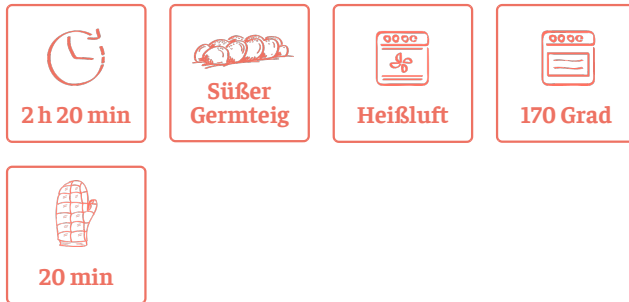 2 h 20 min
Süßer
Germteig
Heißluft
170 Grad
20 min